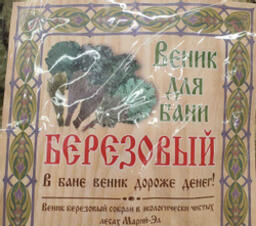 Веник
для
бани
БЕРЕЗОВЫЙ
В бане веник дороже денег!
Веник березовый собран в экологически чистых
лесах Марий-Эл